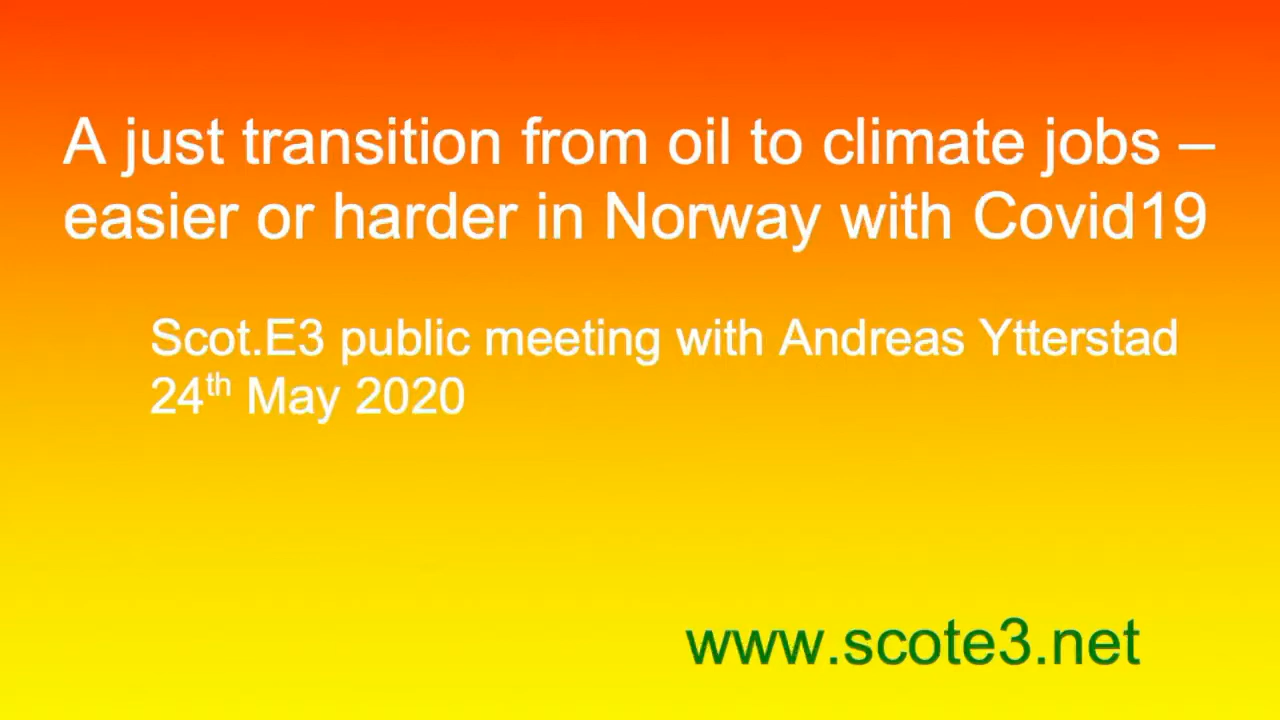 A just transition from oil to climate jobs –
easier or harder in Norway with Covid19
Scot.E3 public meeting with Andreas Ytterstad
24th May 2020
www.scote3.net